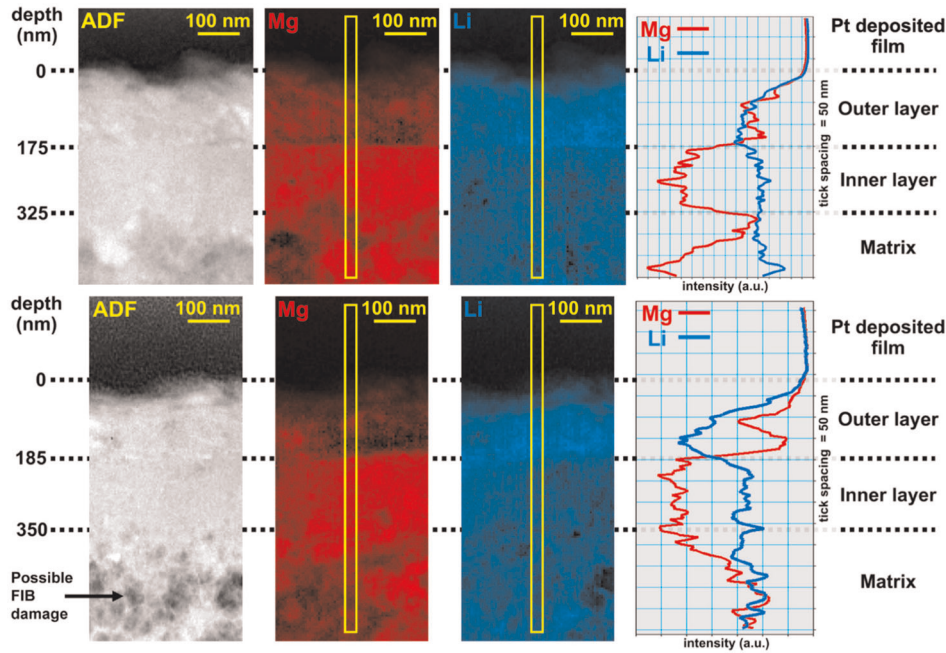 depth
(nm)
ADF
100 nm
Mg
100 nm
Li
100 nm
Mg
Li
Pt deposited
film
0
Outer layer
175
Inner layer
325
Matrix
tick spacing = 50 nm
intensity (a.u.)
depth
(nm)
ADF
100 nm
Mg
100 nm
Li
100 nm
Mg
Li
Pt deposited
film
0
Outer layer
185
Inner layer
350
Matrix
Possible
FIB
damage
tick spacing = 50 nm
intensity (a.u.)